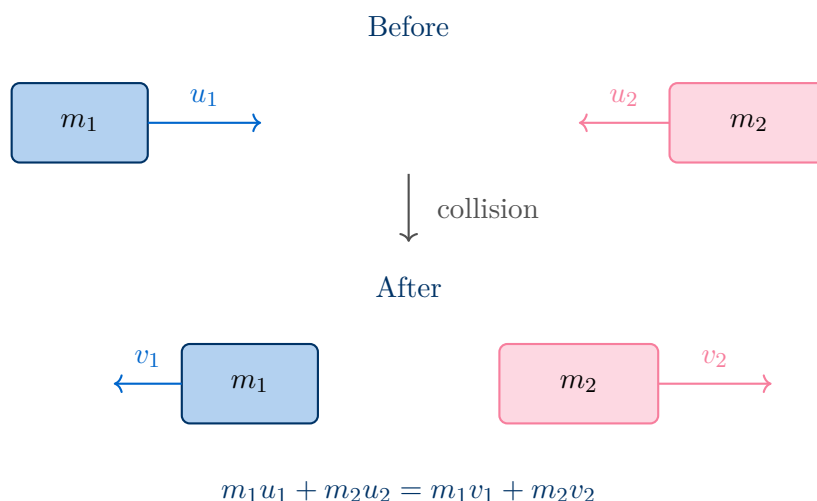 Before
u₁ u₂
m₁ m₂
collision
After
v₁ v₂
m₁ m₂
m₁u₁ + m₂u₂ = m₁v₁ + m₂v₂